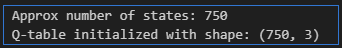 Approx number of states: 750
Q-table initialized with shape: (750, 3)